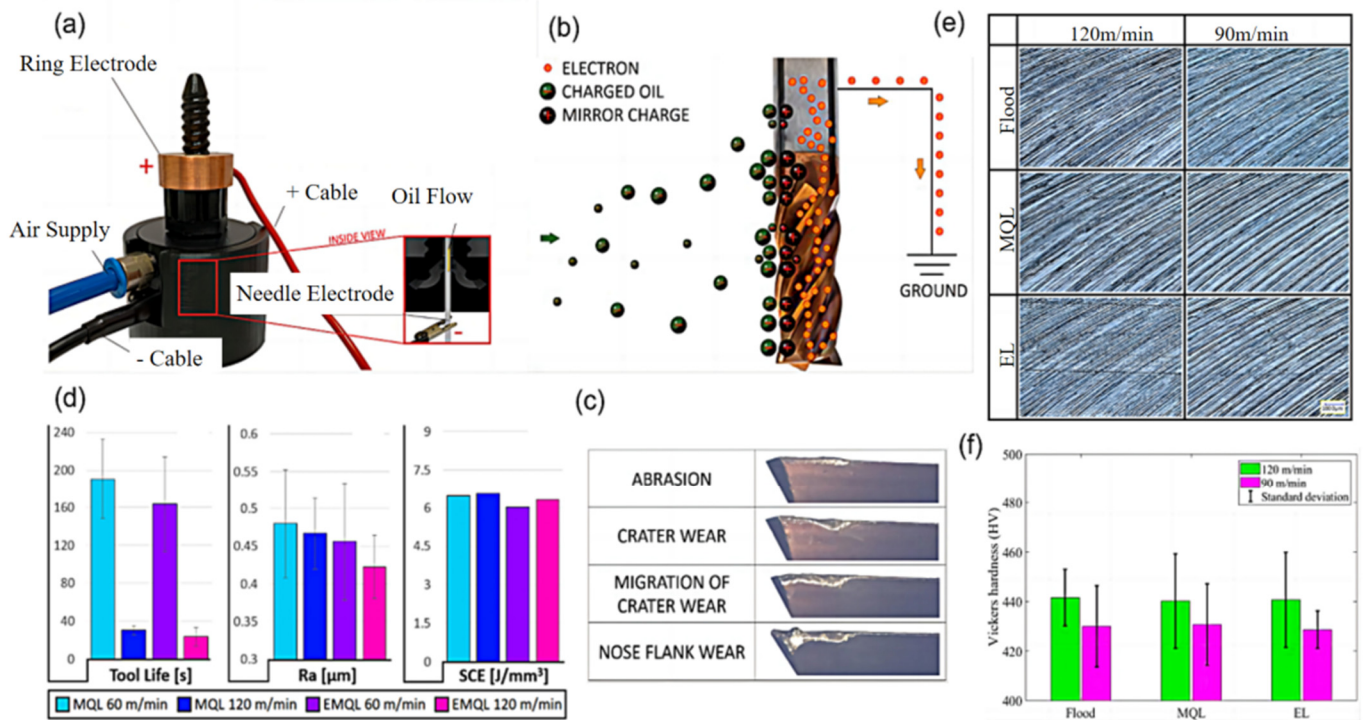 (a)
Ring Electrode
+
+ Cable
Oil Flow
Air Supply
INSIDE VIEW
Needle Electrode
-
- Cable
(b)
ELECTRON
CHARGED OIL
MIRROR CHARGE
GROUND
(e)
120m/min 90m/min
Flood
MQL
EL
(d)
240
200
160
120
80
40
0
Tool Life [s]
0.6
0.55
0.5
0.45
0.4
0.35
0.3
Ra [μm]
9
7.5
6
4.5
3
1.5
0
SCE [J/mm³]
MQL 60 m/min MQL 120 m/min EMQL 60 m/min EMQL 120 m/min
(c)
ABRASION
CRATER WEAR
MIGRATION OF
CRATER WEAR
NOSE FLANK WEAR
(f)
Vickers hardness (HV)
500
480
460
440
420
400
120 m/min
90 m/min
Standard deviation
Flood MQL EL